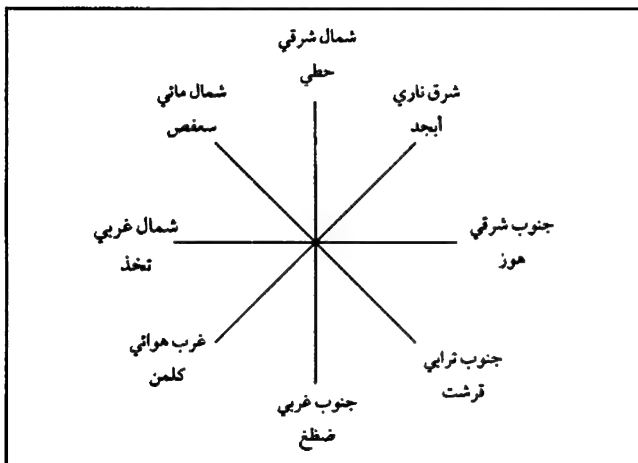 شمال شرقي
حطي
شرق ناري
أبجد
شمال مائي
سعفص
جنوب شرقي
هوز
شمال غربي
تخذ
جنوب ترابي
قرشت
غرب هوائي
كلمن
جنوب غربي
ضظغ